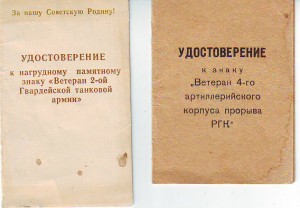 За нашу Советскую Родину!
УДОСТОВЕРЕНИЕ
к нагрудному памятному
знаку «Ветеран 2-ой
Гвардейской танковой
армии»
УДОСТОВЕРЕНИЕ
к знаку
"Ветеран 4-го
артиллерийского
корпуса прорыва
РГК"